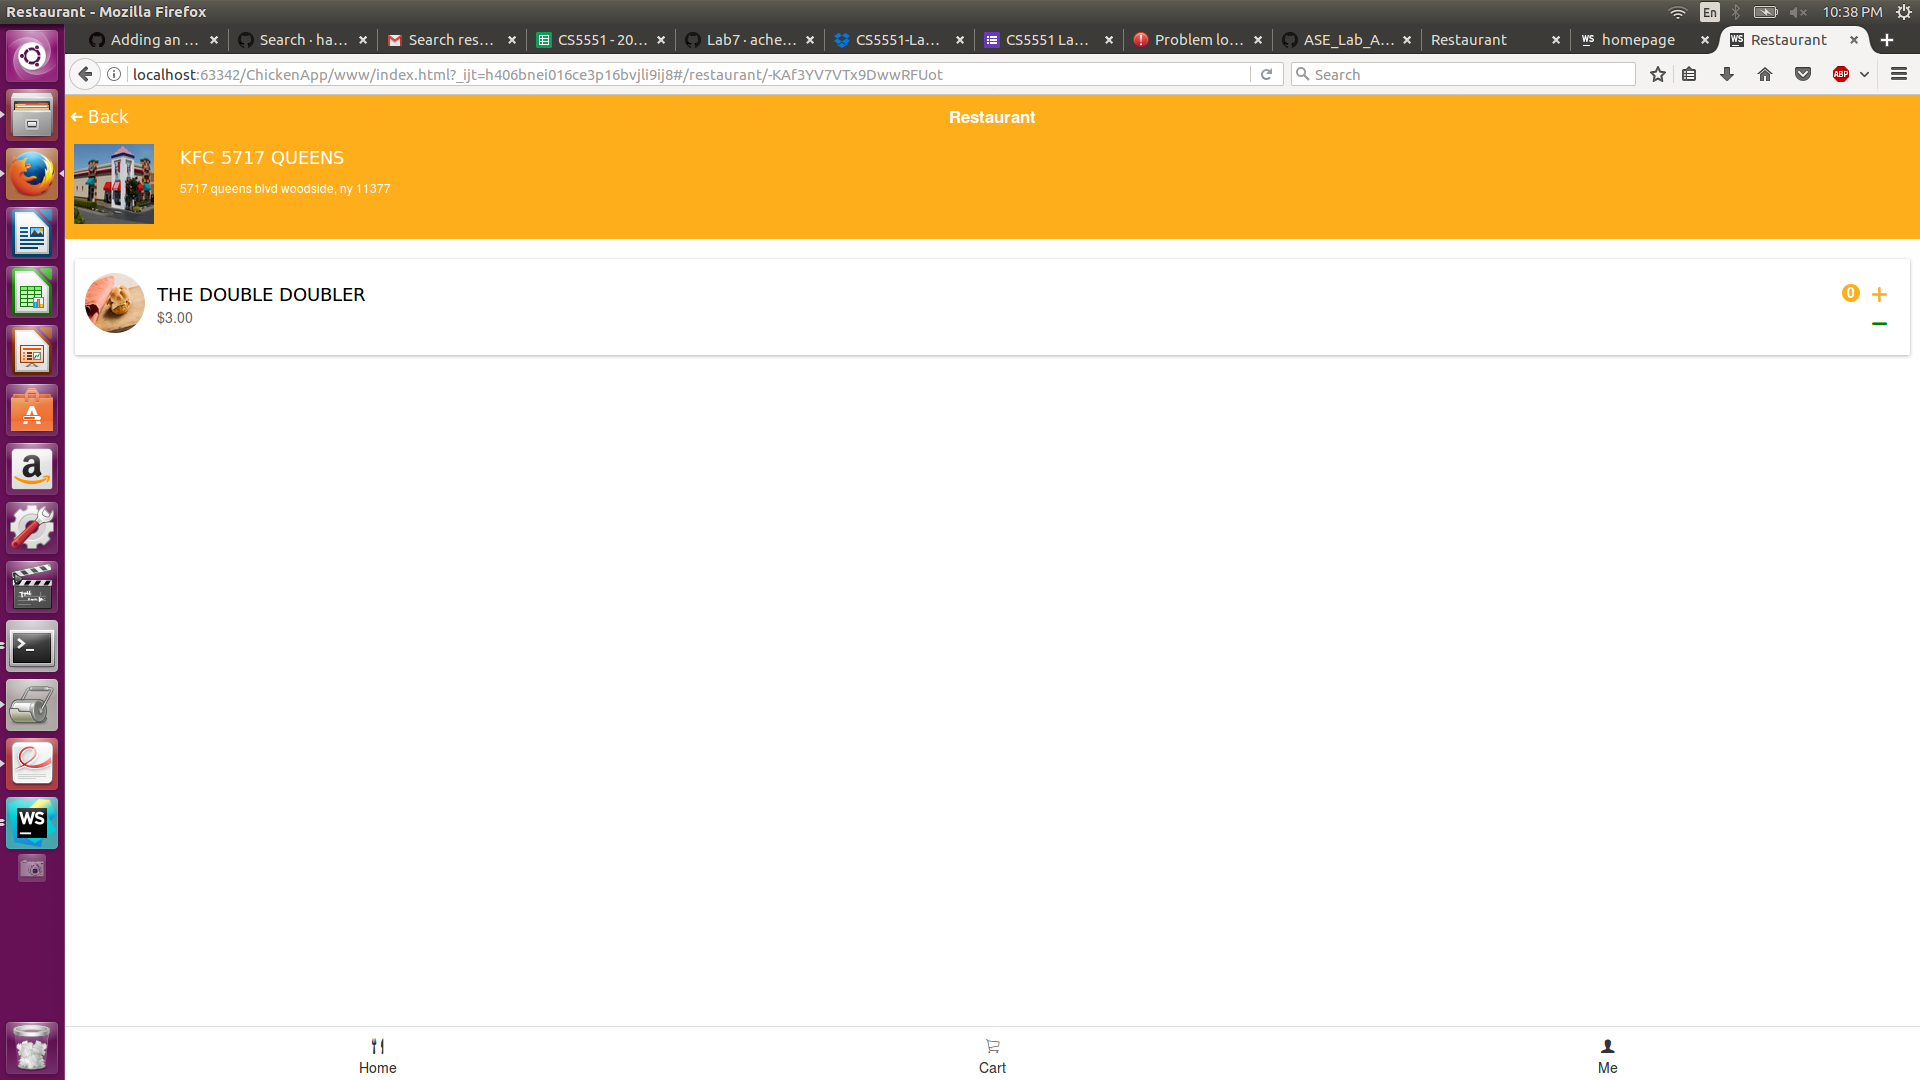 Restaurant - Mozilla Firefox
En
10:38 PM
Adding an ...
Search · ha...
Search res...
CS5551 - 20...
Lab7 · ache...
CS5551-La...
CS5551 La...
Problem lo...
ASE_Lab_A...
Restaurant
WS homepage
WS Restaurant
localhost:63342/ChickenApp/www/index.html?_ijt=h406bnei016ce3p16bvjli9ij8#/restaurant/-KAf3YV7VTx9DwwRFUot
Search
ABP
Back
Restaurant
KFC 5717 QUEENS
5717 queens blvd woodside, ny 11377
THE DOUBLE DOUBLER
$3.00
0
WS
Home
Cart
Me